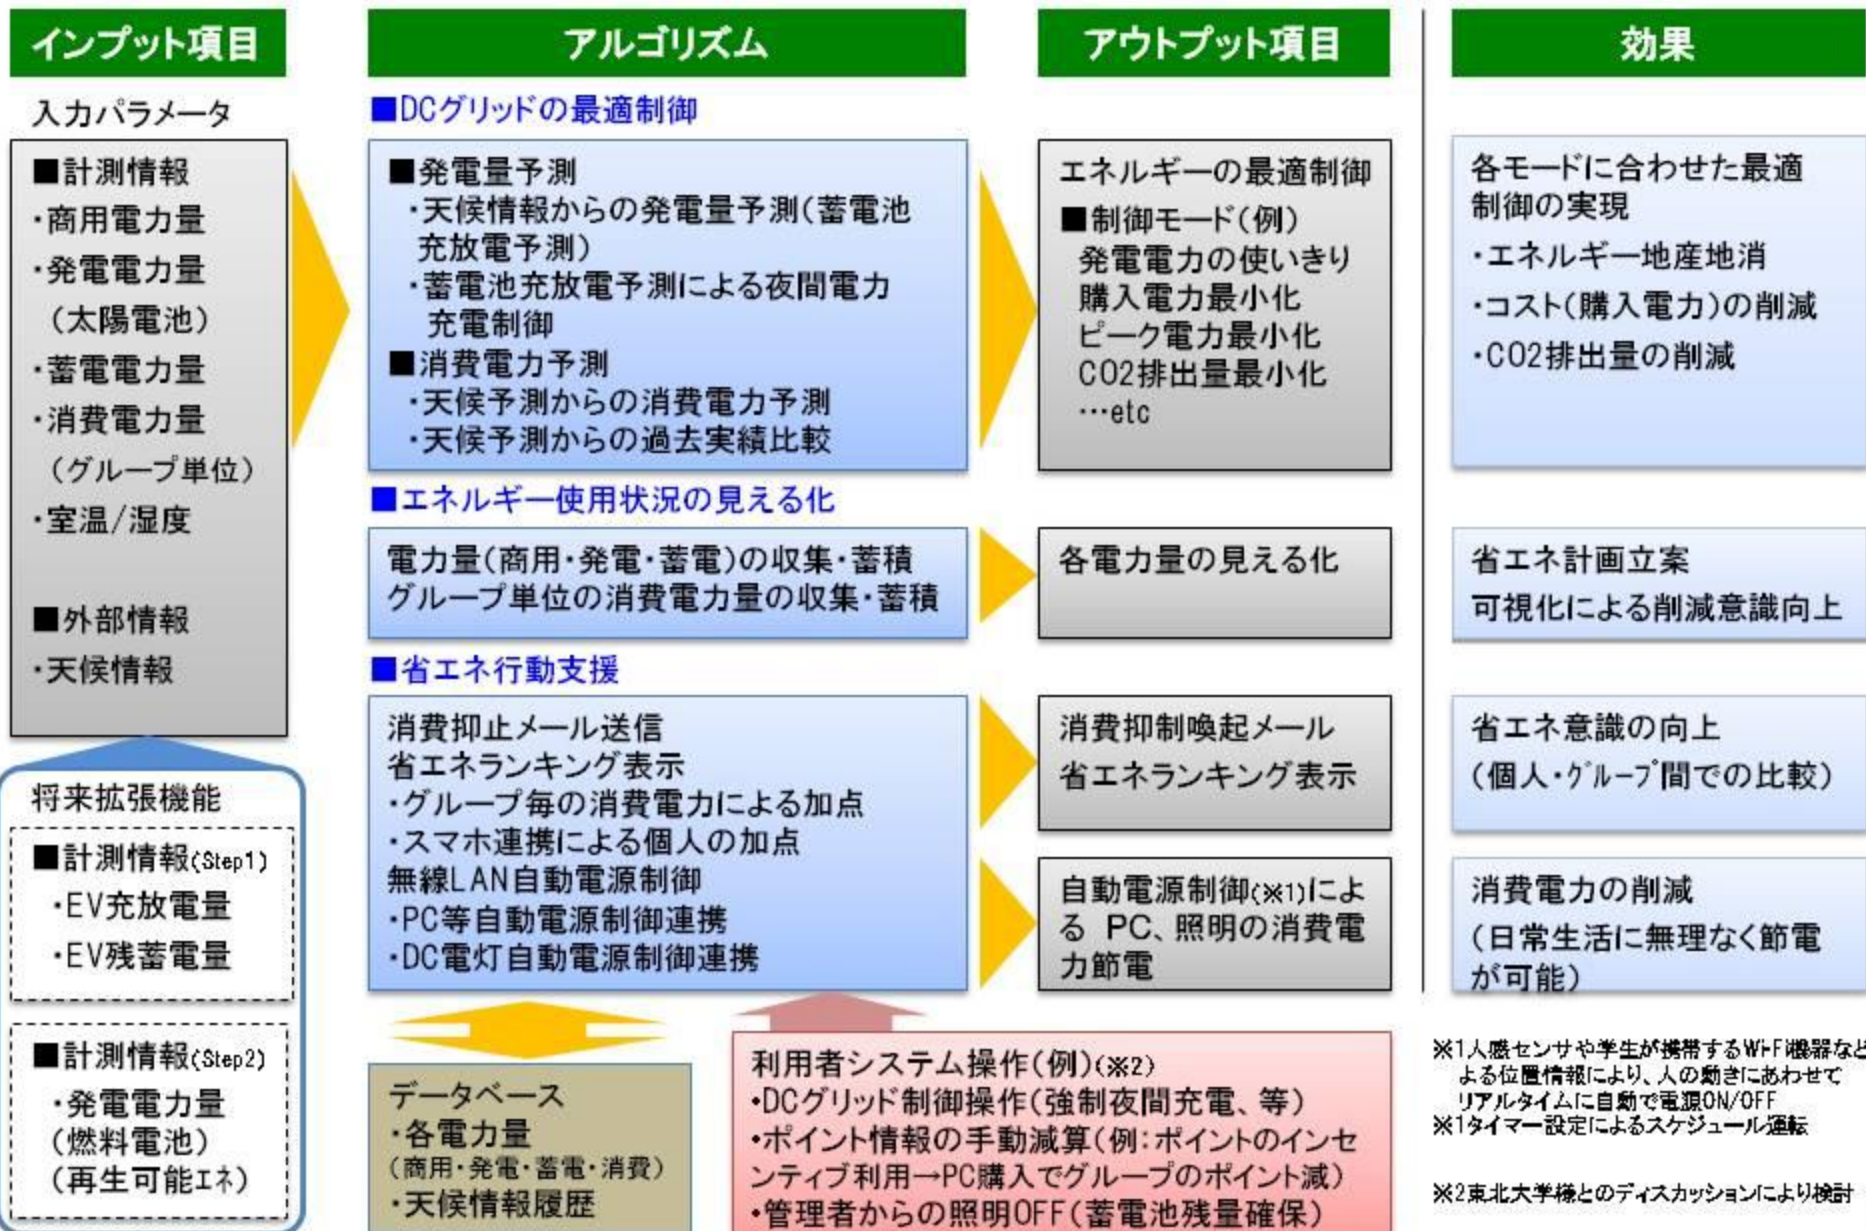 インプット項目
入力パラメータ
■計測情報
・商用電力量
・発電電力量
(太陽電池)
・蓄電電力量
・消費電力量
(グループ単位)
・室温/湿度
■外部情報
・天候情報
将来拡張機能
■計測情報(Step1)
・EV充放電量
・EV残蓄電量
■計測情報(Step2)
・発電電力量
(燃料電池)
(再生可能エネ)
アルゴリズム
■DCグリッドの最適制御
■発電量予測
・天候情報からの発電量予測(蓄電池
充放電予測)
・蓄電池充放電予測による夜間電力
充電制御
■消費電力予測
・天候予測からの消費電力予測
・天候予測からの過去実績比較
■エネルギー使用状況の見える化
電力量(商用・発電・蓄電)の収集・蓄積
グループ単位の消費電力量の収集・蓄積
■省エネ行動支援
消費抑止メール送信
省エネランキング表示
・グループ毎の消費電力による加点
・スマホ連携による個人の加点
無線LAN自動電源制御
・PC等自動電源制御連携
・DC電灯自動電源制御連携
データベース
・各電力量
(商用・発電・蓄電・消費)
・天候情報履歴
利用者システム操作(例)(※2)
・DCグリッド制御操作(強制夜間充電、等)
・ポイント情報の手動減算(例:ポイントのインセ
ンティブ利用→PC購入でグループのポイント減)
・管理者からの照明OFF(蓄電池残量確保)
アウトプット項目
エネルギーの最適制御
■制御モード(例)
発電電力の使いきり
購入電力最小化
ピーク電力最小化
CO2排出量最小化
…etc
各電力量の見える化
消費抑制喚起メール
省エネランキング表示
自動電源制御(※1)によ
る PC、照明の消費電
力節電
効果
各モードに合わせた最適
制御の実現
・エネルギー地産地消
・コスト(購入電力)の削減
・CO2排出量の削減
省エネ計画立案
可視化による削減意識向上
省エネ意識の向上
(個人・グループ間での比較)
消費電力の削減
(日常生活に無理なく節電
が可能)
※1人感センサや学生が携帯するWi-Fi機器など
よる位置情報により、人の動きにあわせて
リアルタイムに自動で電源ON/OFF
※1タイマー設定によるスケジュール運転
※2東北大学様とのディスカッションにより検討